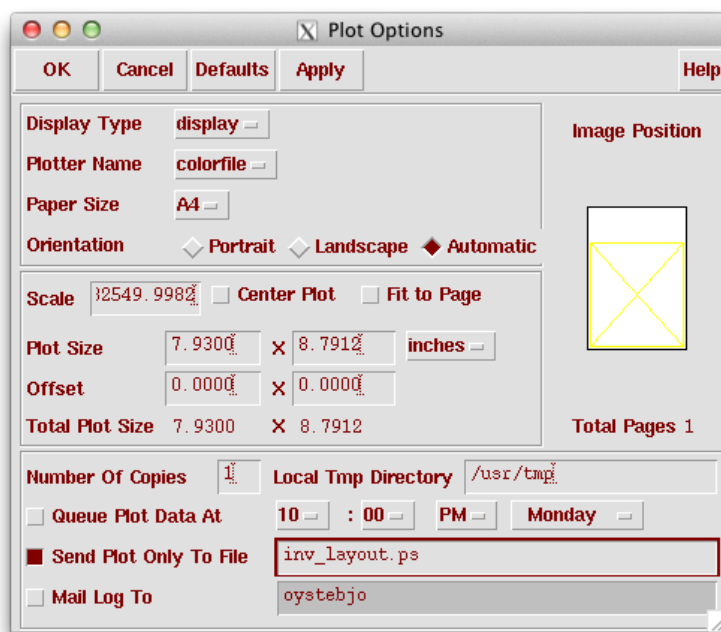 Plot Options
OK Cancel Defaults Apply Help
Display Type display
Image Position
Plotter Name colorfile
Paper Size A4
Orientation Portrait Landscape Automatic
Scale 32549.9982 Center Plot Fit to Page
Plot Size 7.9300 X 8.7912 inches
Offset 0.0000 X 0.0000
Total Plot Size 7.9300 X 8.7912
Total Pages 1
Number Of Copies 1 Local Tmp Directory /usr/tmp
Queue Plot Data At 10 : 00 PM Monday
Send Plot Only To File inv_layout.ps
Mail Log To oystebjo